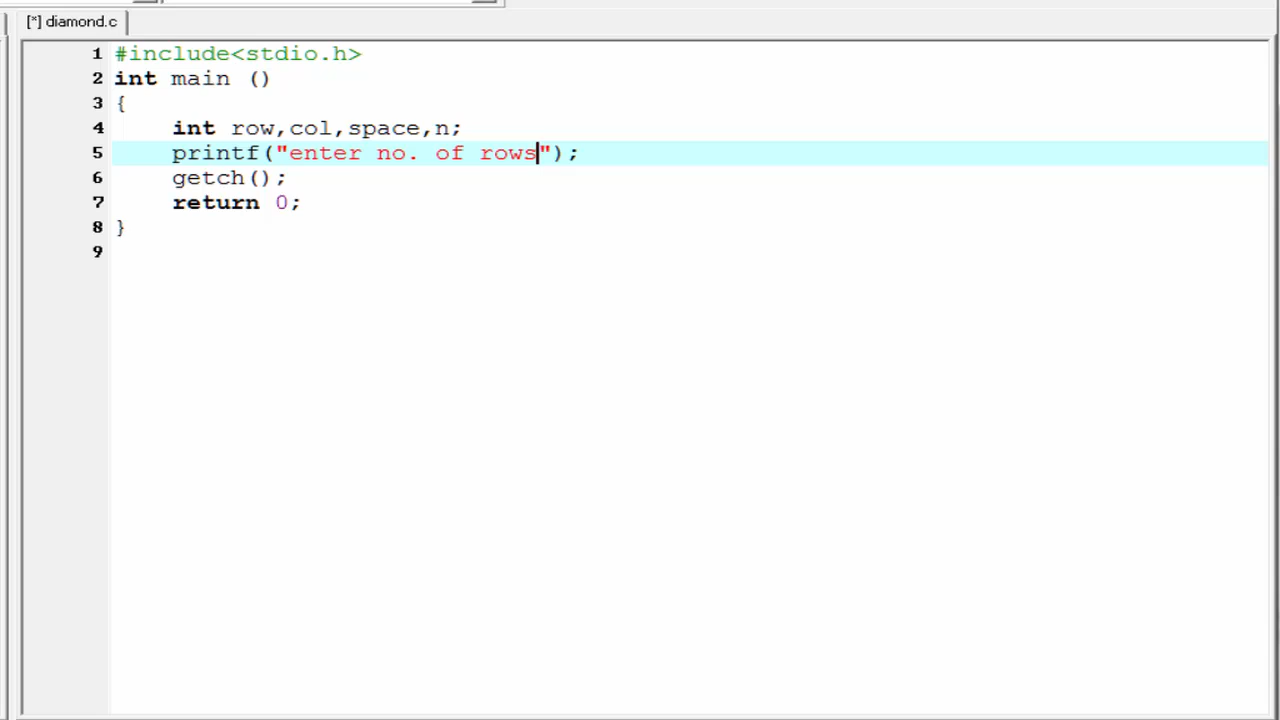 [*] diamond.c
1 #include<stdio.h>
2 int main ()
3 {
4     int row,col,space,n;
5     printf("enter no. of rows");
6     getch();
7     return 0;
8 }
9